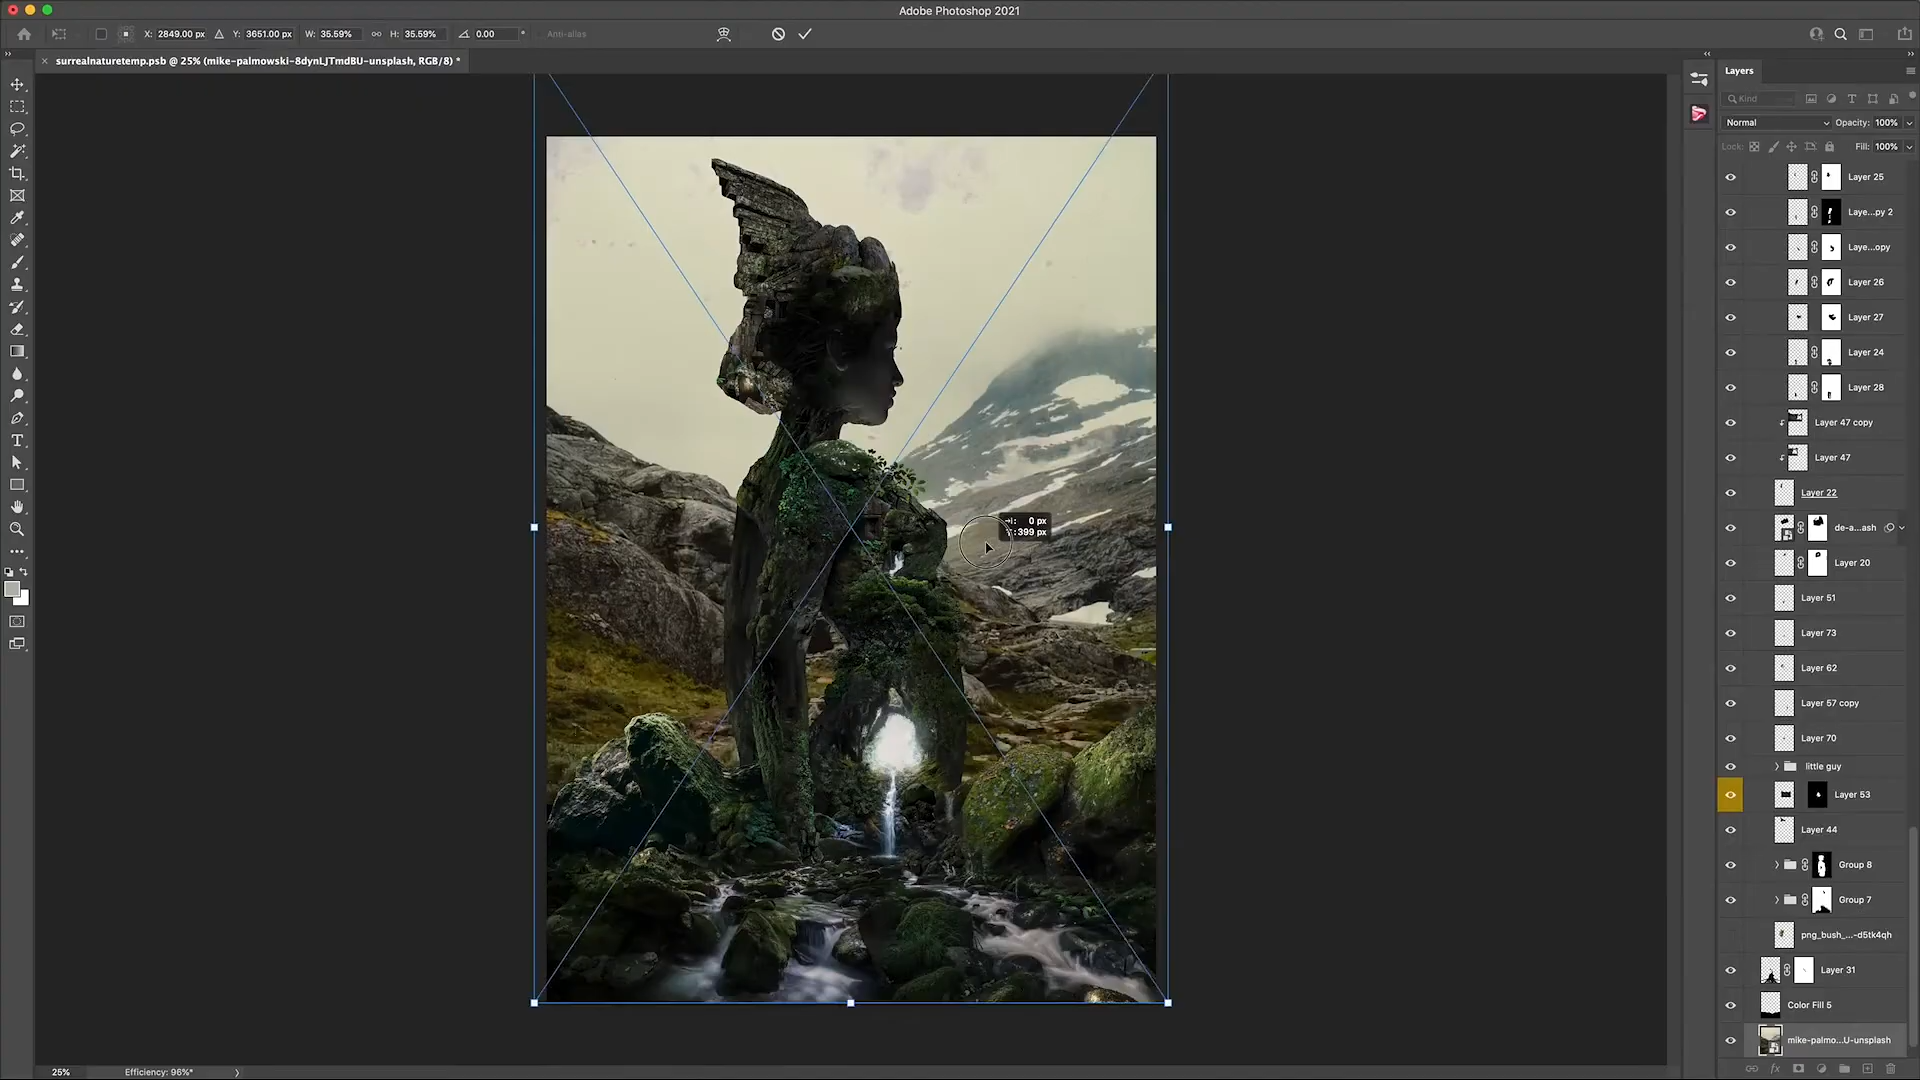 Adobe Photoshop 2021
X: 2849.00 px Y: 3651.00 px W: 35.59% H: 35.59% 0.00 ° Anti-alias
surrealnaturetemp.psb @ 25% (mike-palmowski-8dynLJTmdBU-unsplash, RGB/8) *
Layers
Kind
Normal Opacity: 100%
Lock: Fill: 100%
Layer 25
Laye...py 2
Laye...opy
Layer 26
Layer 27
Layer 24
Layer 28
Layer 47 copy
Layer 47
Layer 22
0 px
399 px
de-a...ash
Layer 20
Layer 51
Layer 73
Layer 62
Layer 57 copy
Layer 70
little guy
Layer 53
Layer 44
Group 8
Group 7
png_bush_...-d5tk4qh
Layer 31
Color Fill 5
mike-palmo...U-unsplash
25% Efficiency: 96%*